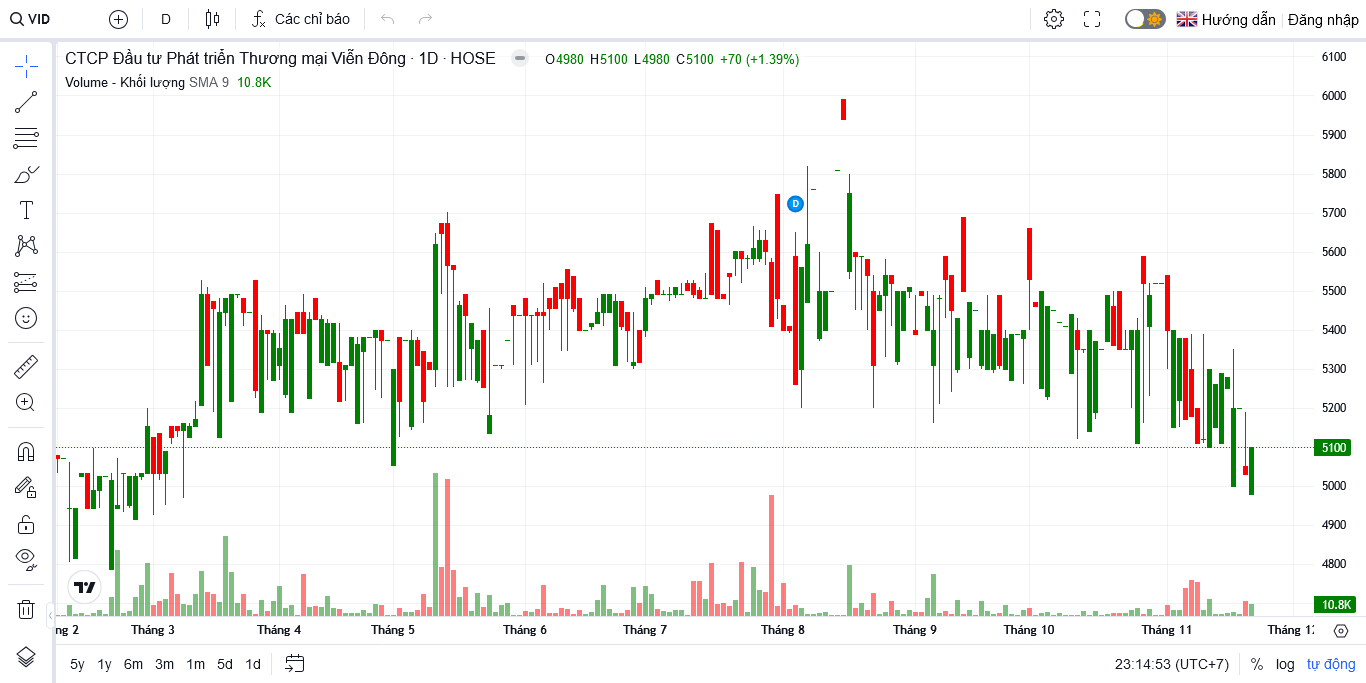 VID D Các chỉ báo Hướng dẫn Đăng nhập
CTCP Đầu tư Phát triển Thương mại Viễn Đông · 1D · HOSE O4980 H5100 L4980 C5100 +70 (+1.39%)
Volume - Khối lượng SMA 9 10.8K
6100
6000
5900
5800
D
5700
5600
5500
5400
5300
5200
5100
5000
4900
4800
10.8K
ng 2 Tháng 3 Tháng 4 Tháng 5 Tháng 6 Tháng 7 Tháng 8 Tháng 9 Tháng 10 Tháng 11 Tháng 12
5y 1y 6m 3m 1m 5d 1d 23:14:53 (UTC+7) % log tự động